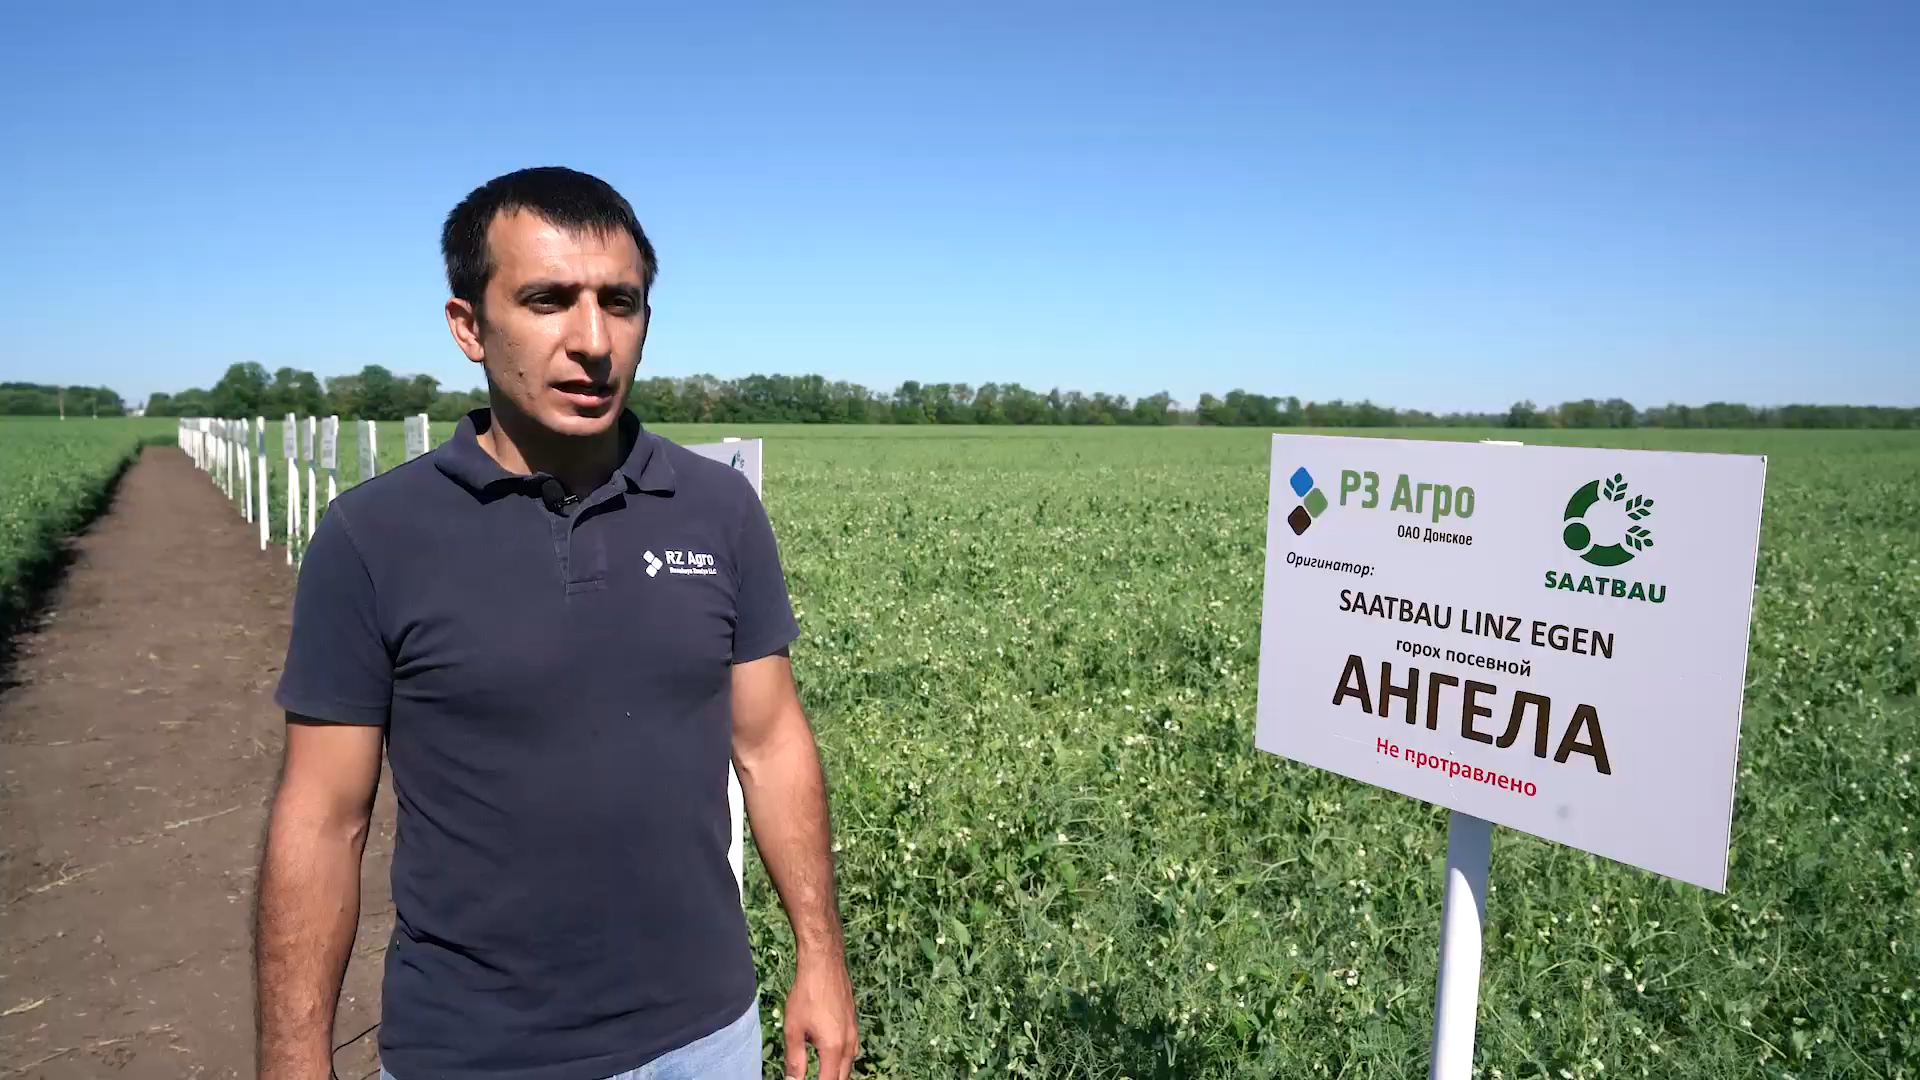 RZ Agro
РЗ Агро
ОАО Донское
SAATBAU
Оригинатор:
SAATBAU LINZ EGEN
горох посевной
АНГЕЛА
Не протравлено